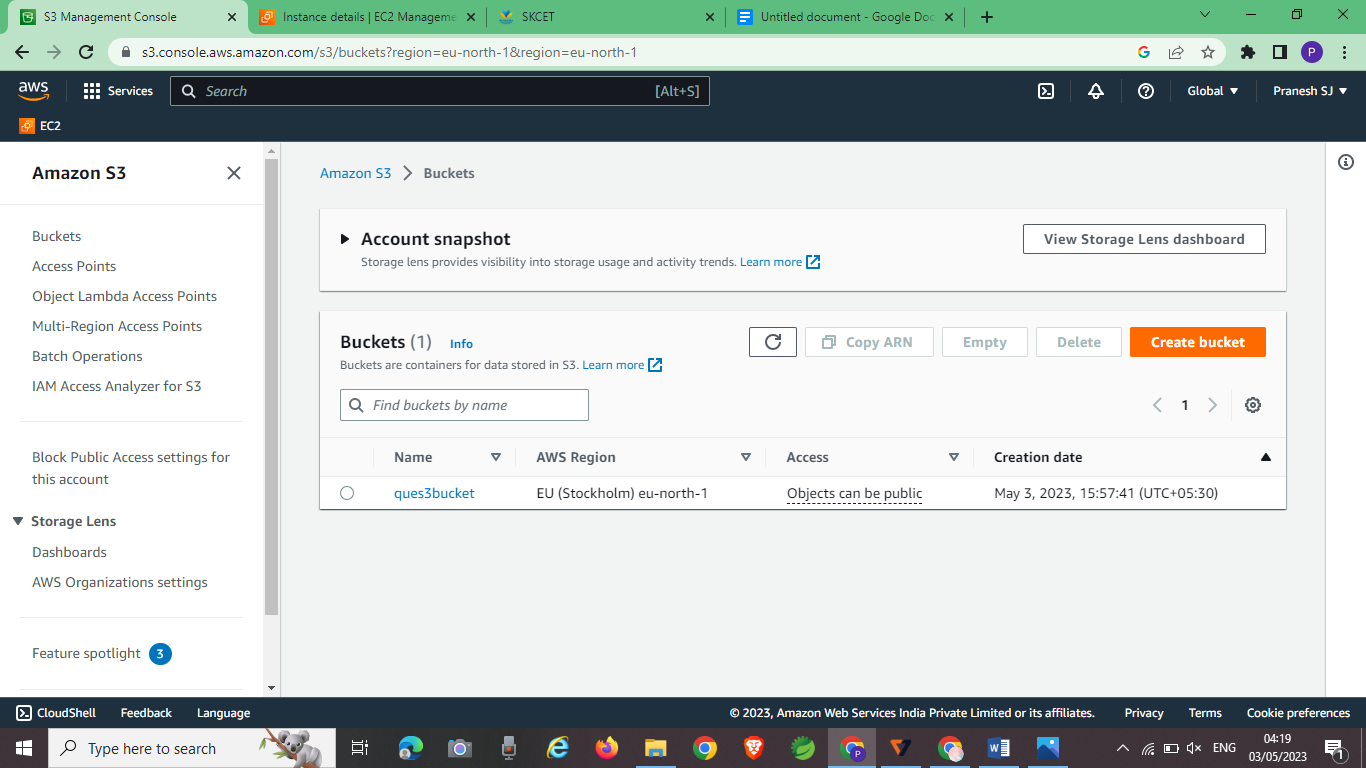 S3 Management Console
Instance details | EC2 Manageme
SKCET
Untitled document - Google Doc
s3.console.aws.amazon.com/s3/buckets?region=eu-north-1&region=eu-north-1
G
P
aws
Services
Search
[Alt+S]
Global
Pranesh SJ
EC2
Amazon S3
Buckets
Access Points
Object Lambda Access Points
Multi-Region Access Points
Batch Operations
IAM Access Analyzer for S3
Block Public Access settings for
this account
Storage Lens
Dashboards
AWS Organizations settings
Feature spotlight 3
Amazon S3 > Buckets
Account snapshot
View Storage Lens dashboard
Storage lens provides visibility into storage usage and activity trends. Learn more
Buckets (1) Info
Copy ARN
Empty
Delete
Create bucket
Buckets are containers for data stored in S3. Learn more
Find buckets by name
1
Name AWS Region Access Creation date
ques3bucket EU (Stockholm) eu-north-1 Objects can be public May 3, 2023, 15:57:41 (UTC+05:30)
CloudShell Feedback Language
© 2023, Amazon Web Services India Private Limited or its affiliates. Privacy Terms Cookie preferences
Type here to search
ENG
04:19
03/05/2023
1